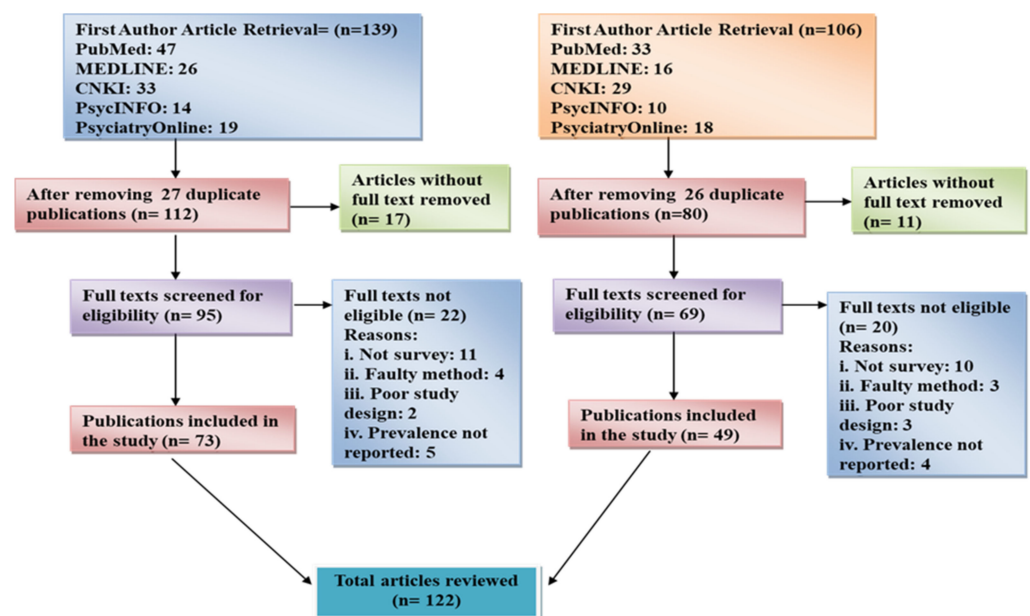 First Author Article Retrieval= (n=139)
PubMed: 47
MEDLINE: 26
CNKI: 33
PsycINFO: 14
PsyciatryOnline: 19
First Author Article Retrieval (n=106)
PubMed: 33
MEDLINE: 16
CNKI: 29
PsycINFO: 10
PsyciatryOnline: 18
After removing 27 duplicate
publications (n= 112)
Articles without
full text removed
(n= 17)
After removing 26 duplicate
publications (n=80)
Articles without
full text removed
(n= 11)
Full texts screened for
eligibility (n= 95)
Full texts not
eligible (n= 22)
Reasons:
i. Not survey: 11
ii. Faulty method: 4
iii. Poor study
design: 2
iv. Prevalence not
reported: 5
Full texts screened for
eligibility (n= 69)
Full texts not eligible
(n= 20)
Reasons:
i. Not survey: 10
ii. Faulty method: 3
iii. Poor study
design: 3
iv. Prevalence not
reported: 4
Publications included in
the study (n= 73)
Publications included
in the study (n= 49)
Total articles reviewed
(n= 122)